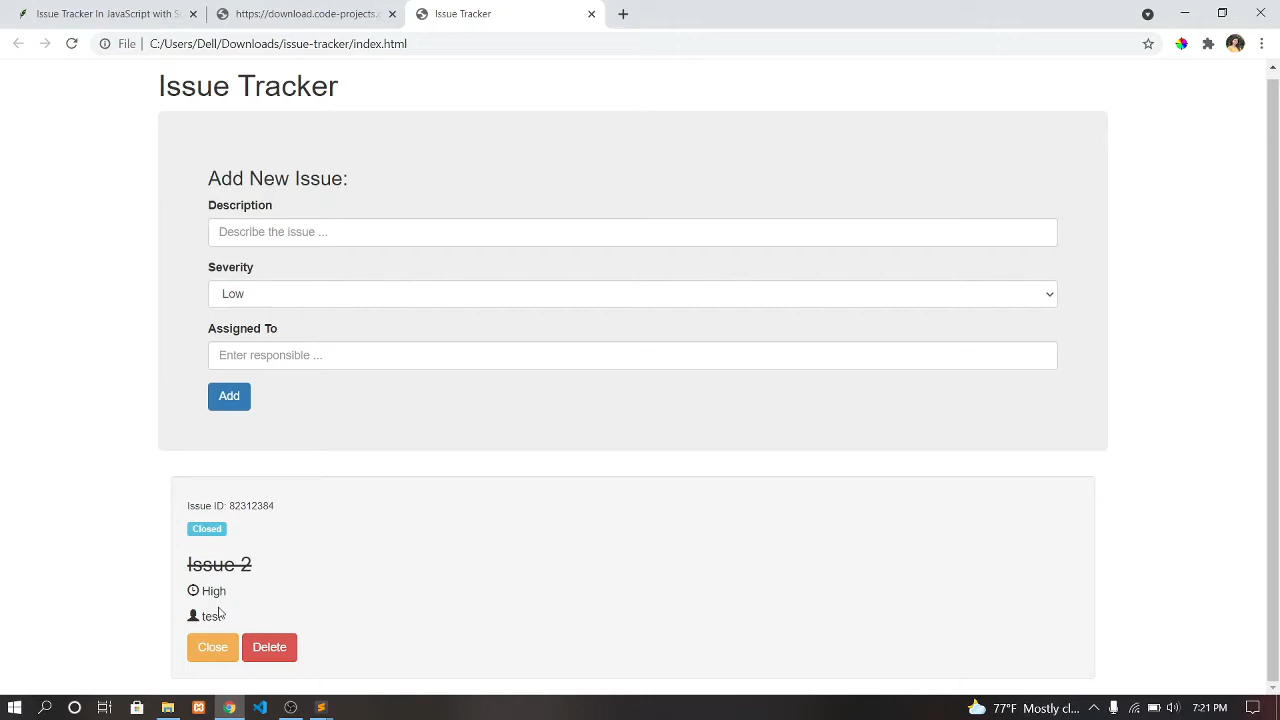 Issue Tracker In JavaScript with S
https://download.code-projects.
Issue Tracker
File
C:/Users/Dell/Downloads/issue-tracker/index.html
Issue Tracker
Add New Issue:
Description
Describe the issue ...
Severity
Low
Assigned To
Enter responsible ...
Add
Issue ID: 82312384
Closed
Issue 2
High
test
Close Delete
77°F Mostly cl...
7:21 PM